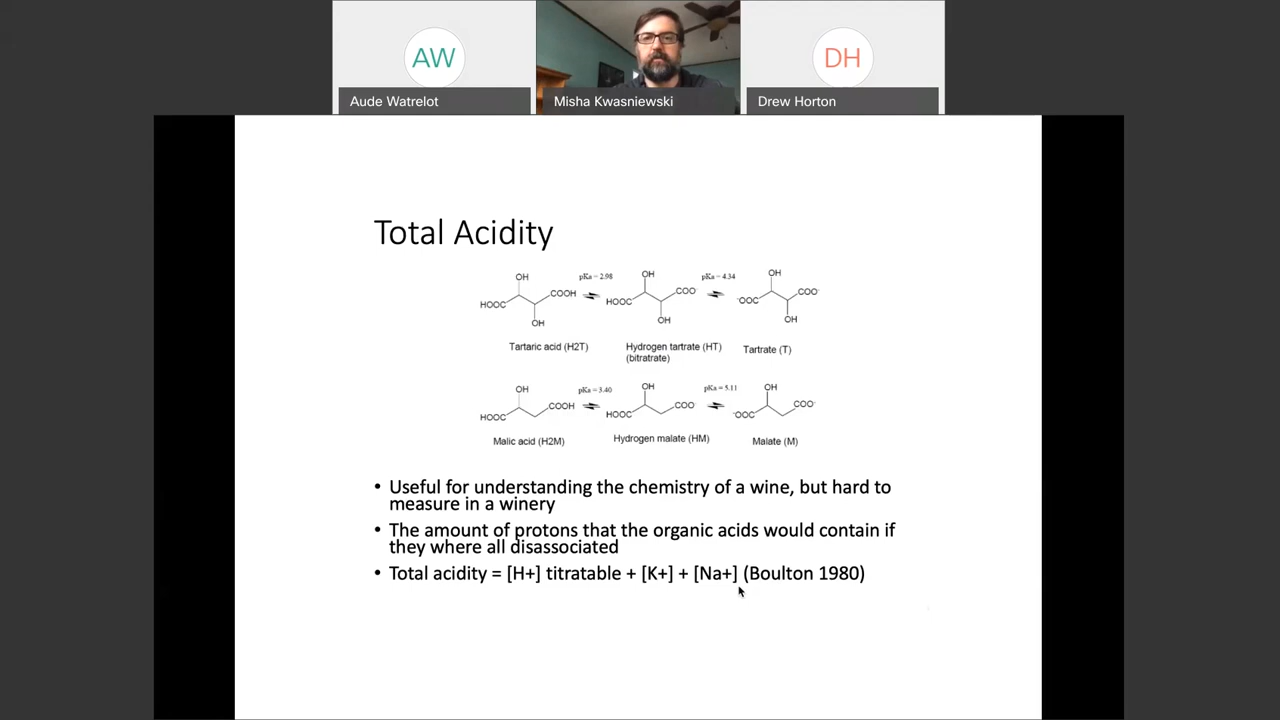 AW
DH
Aude Watrelot
Misha Kwasniewski
Drew Horton
Total Acidity
OH
pKa = 2.98
OH
pKa = 4.34
OH
HOOC
COOH
HOOC
COO-
-OOC
COO-
OH
OH
OH
Tartaric acid (H2T)
Hydrogen tartrate (HT)
(bitratrate)
Tartrate (T)
OH
pKa = 3.40
OH
pKa = 5.11
OH
HOOC
COOH
HOOC
COO-
-OOC
COO-
Malic acid (H2M)
Hydrogen malate (HM)
Malate (M)
• Useful for understanding the chemistry of a wine, but hard to
measure in a winery
• The amount of protons that the organic acids would contain if
they where all disassociated
• Total acidity = [H+] titratable + [K+] + [Na+] (Boulton 1980)